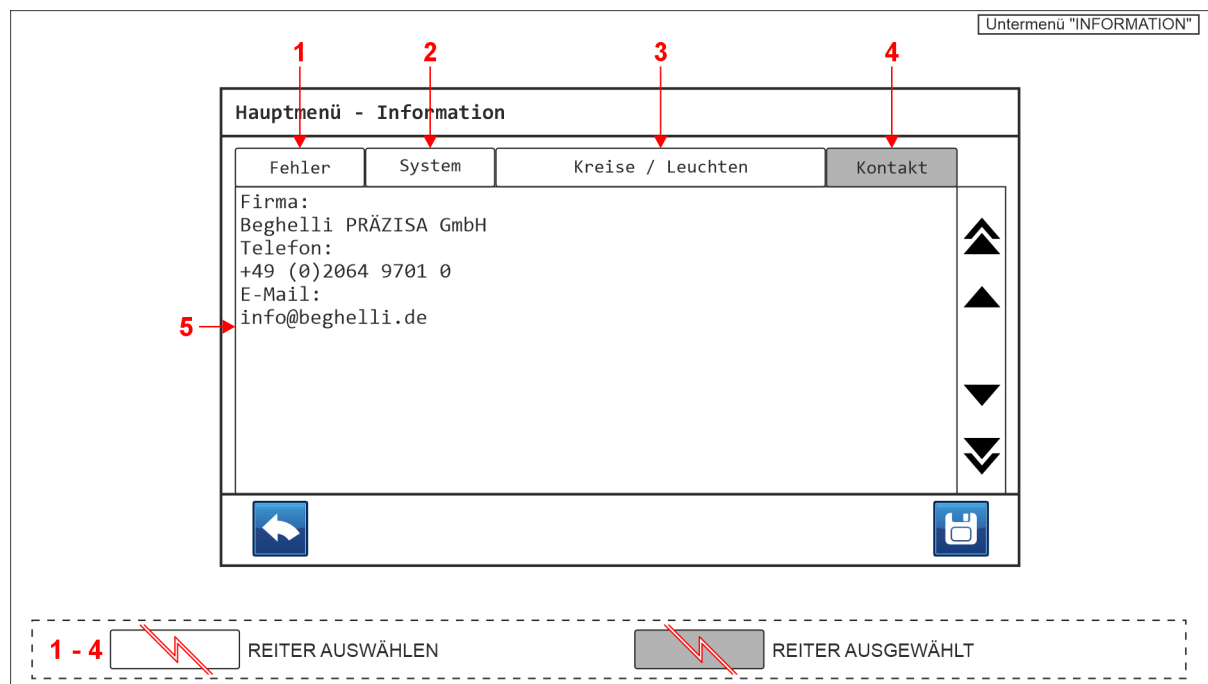 Untermenü "INFORMATION"
1 2 3 4
Hauptmenü - Information
Fehler System Kreise / Leuchten Kontakt
Firma:
Beghelli PRÄZISA GmbH
Telefon:
+49 (0)2064 9701 0
E-Mail:
info@beghelli.de
5
1 - 4 REITER AUSWÄHLEN REITER AUSGEWÄHLT